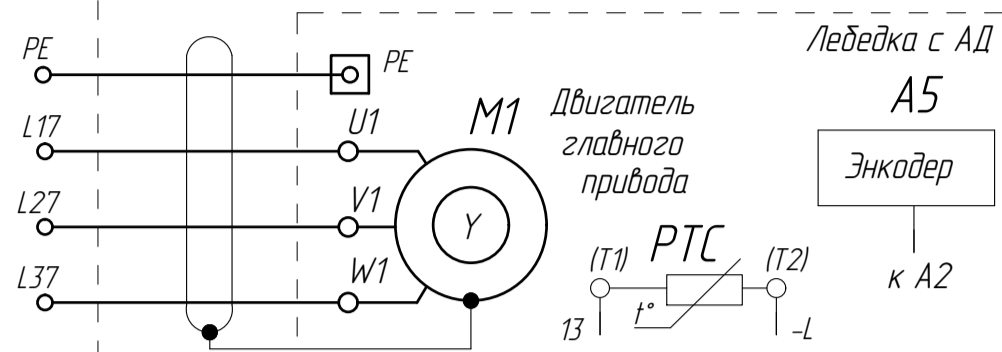 Лебедка с АД
PE
PE
A5
L17
U1
M1
Двигатель
главного
привода
Энкодер
L27
V1
Y
L37
W1
(T1)
PTC
(T2)
к A2
13
t°
-L